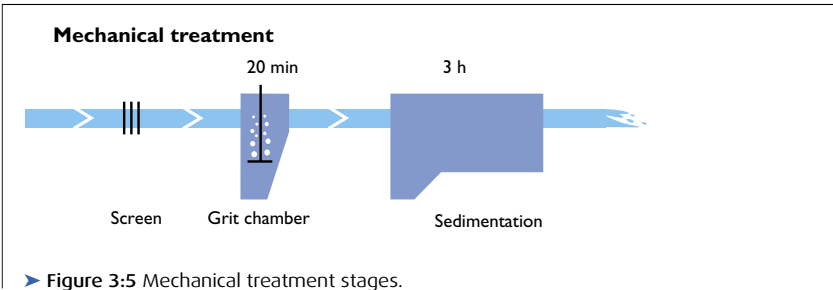 Mechanical treatment
20 min
3 h
Screen
Grit chamber
Sedimentation
➤ Figure 3:5 Mechanical treatment stages.